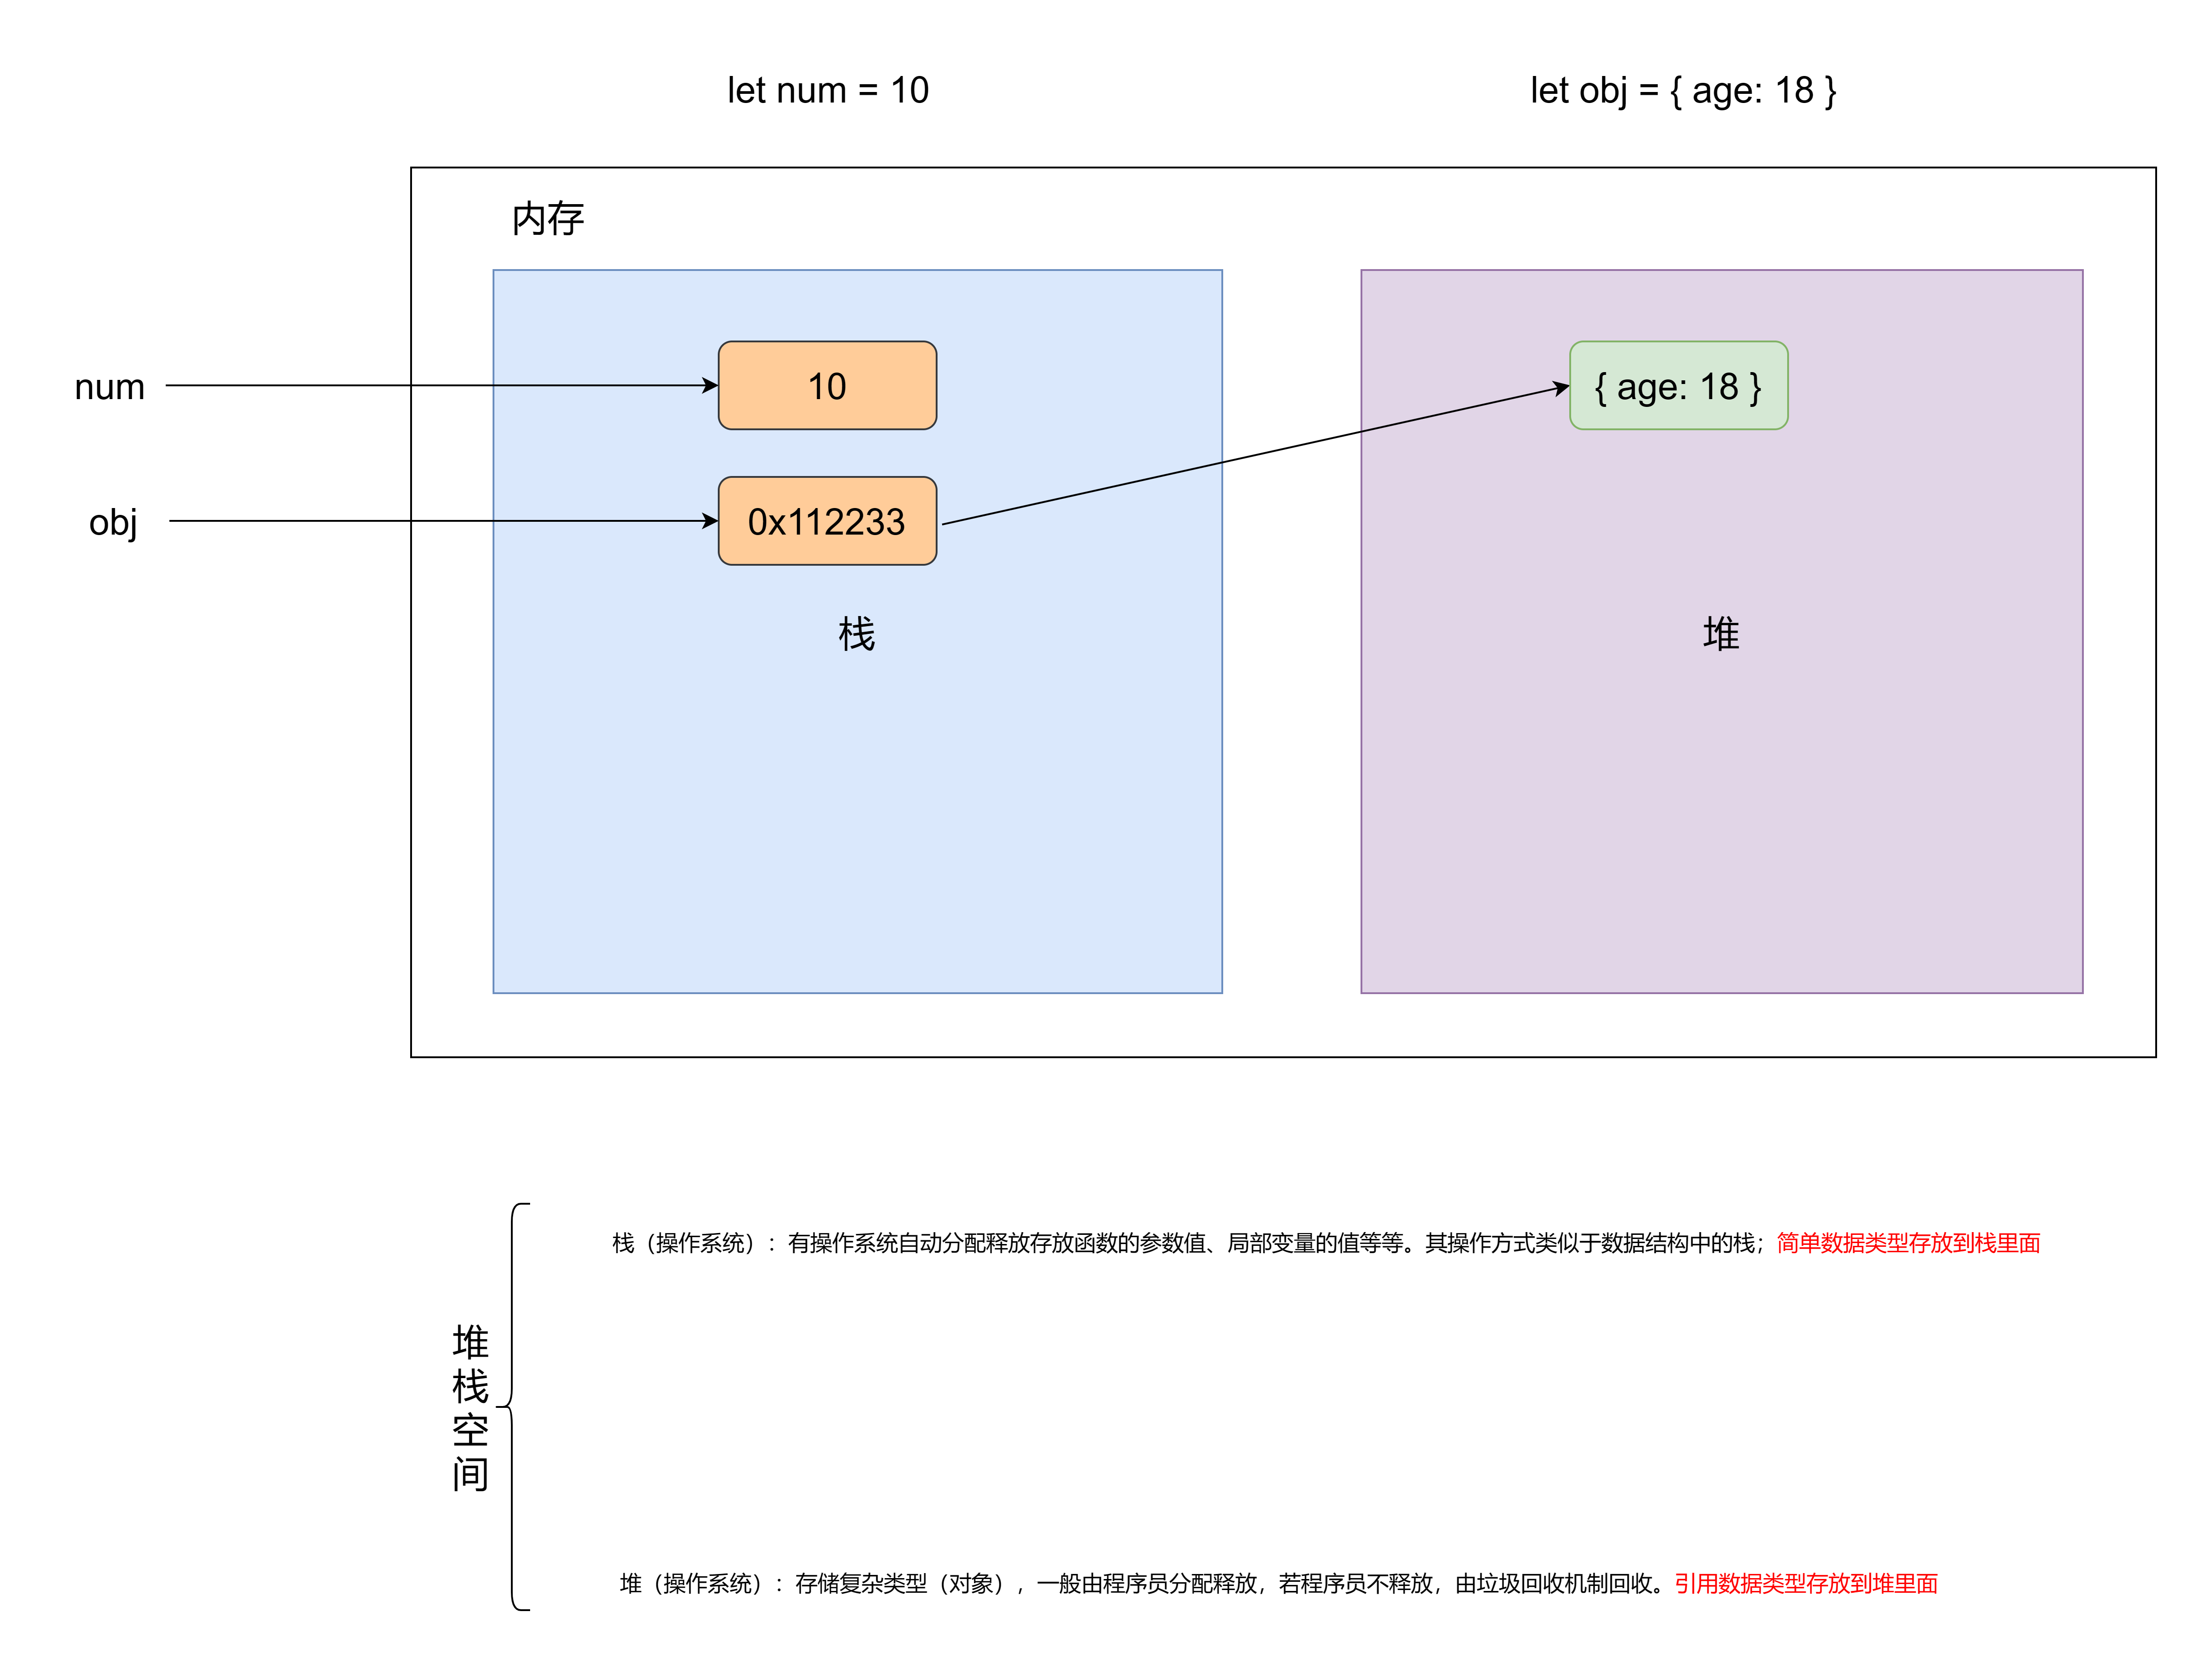 let num = 10
let obj = { age: 18 }
内存
num
10
{ age: 18 }
obj
0x112233
栈
堆
栈（操作系统）：有操作系统自动分配释放存放函数的参数值、局部变量的值等等。其操作方式类似于数据结构中的栈；简单数据类型存放到栈里面
堆
栈
空
间
堆（操作系统）：存储复杂类型（对象），一般由程序员分配释放，若程序员不释放，由垃圾回收机制回收。引用数据类型存放到堆里面